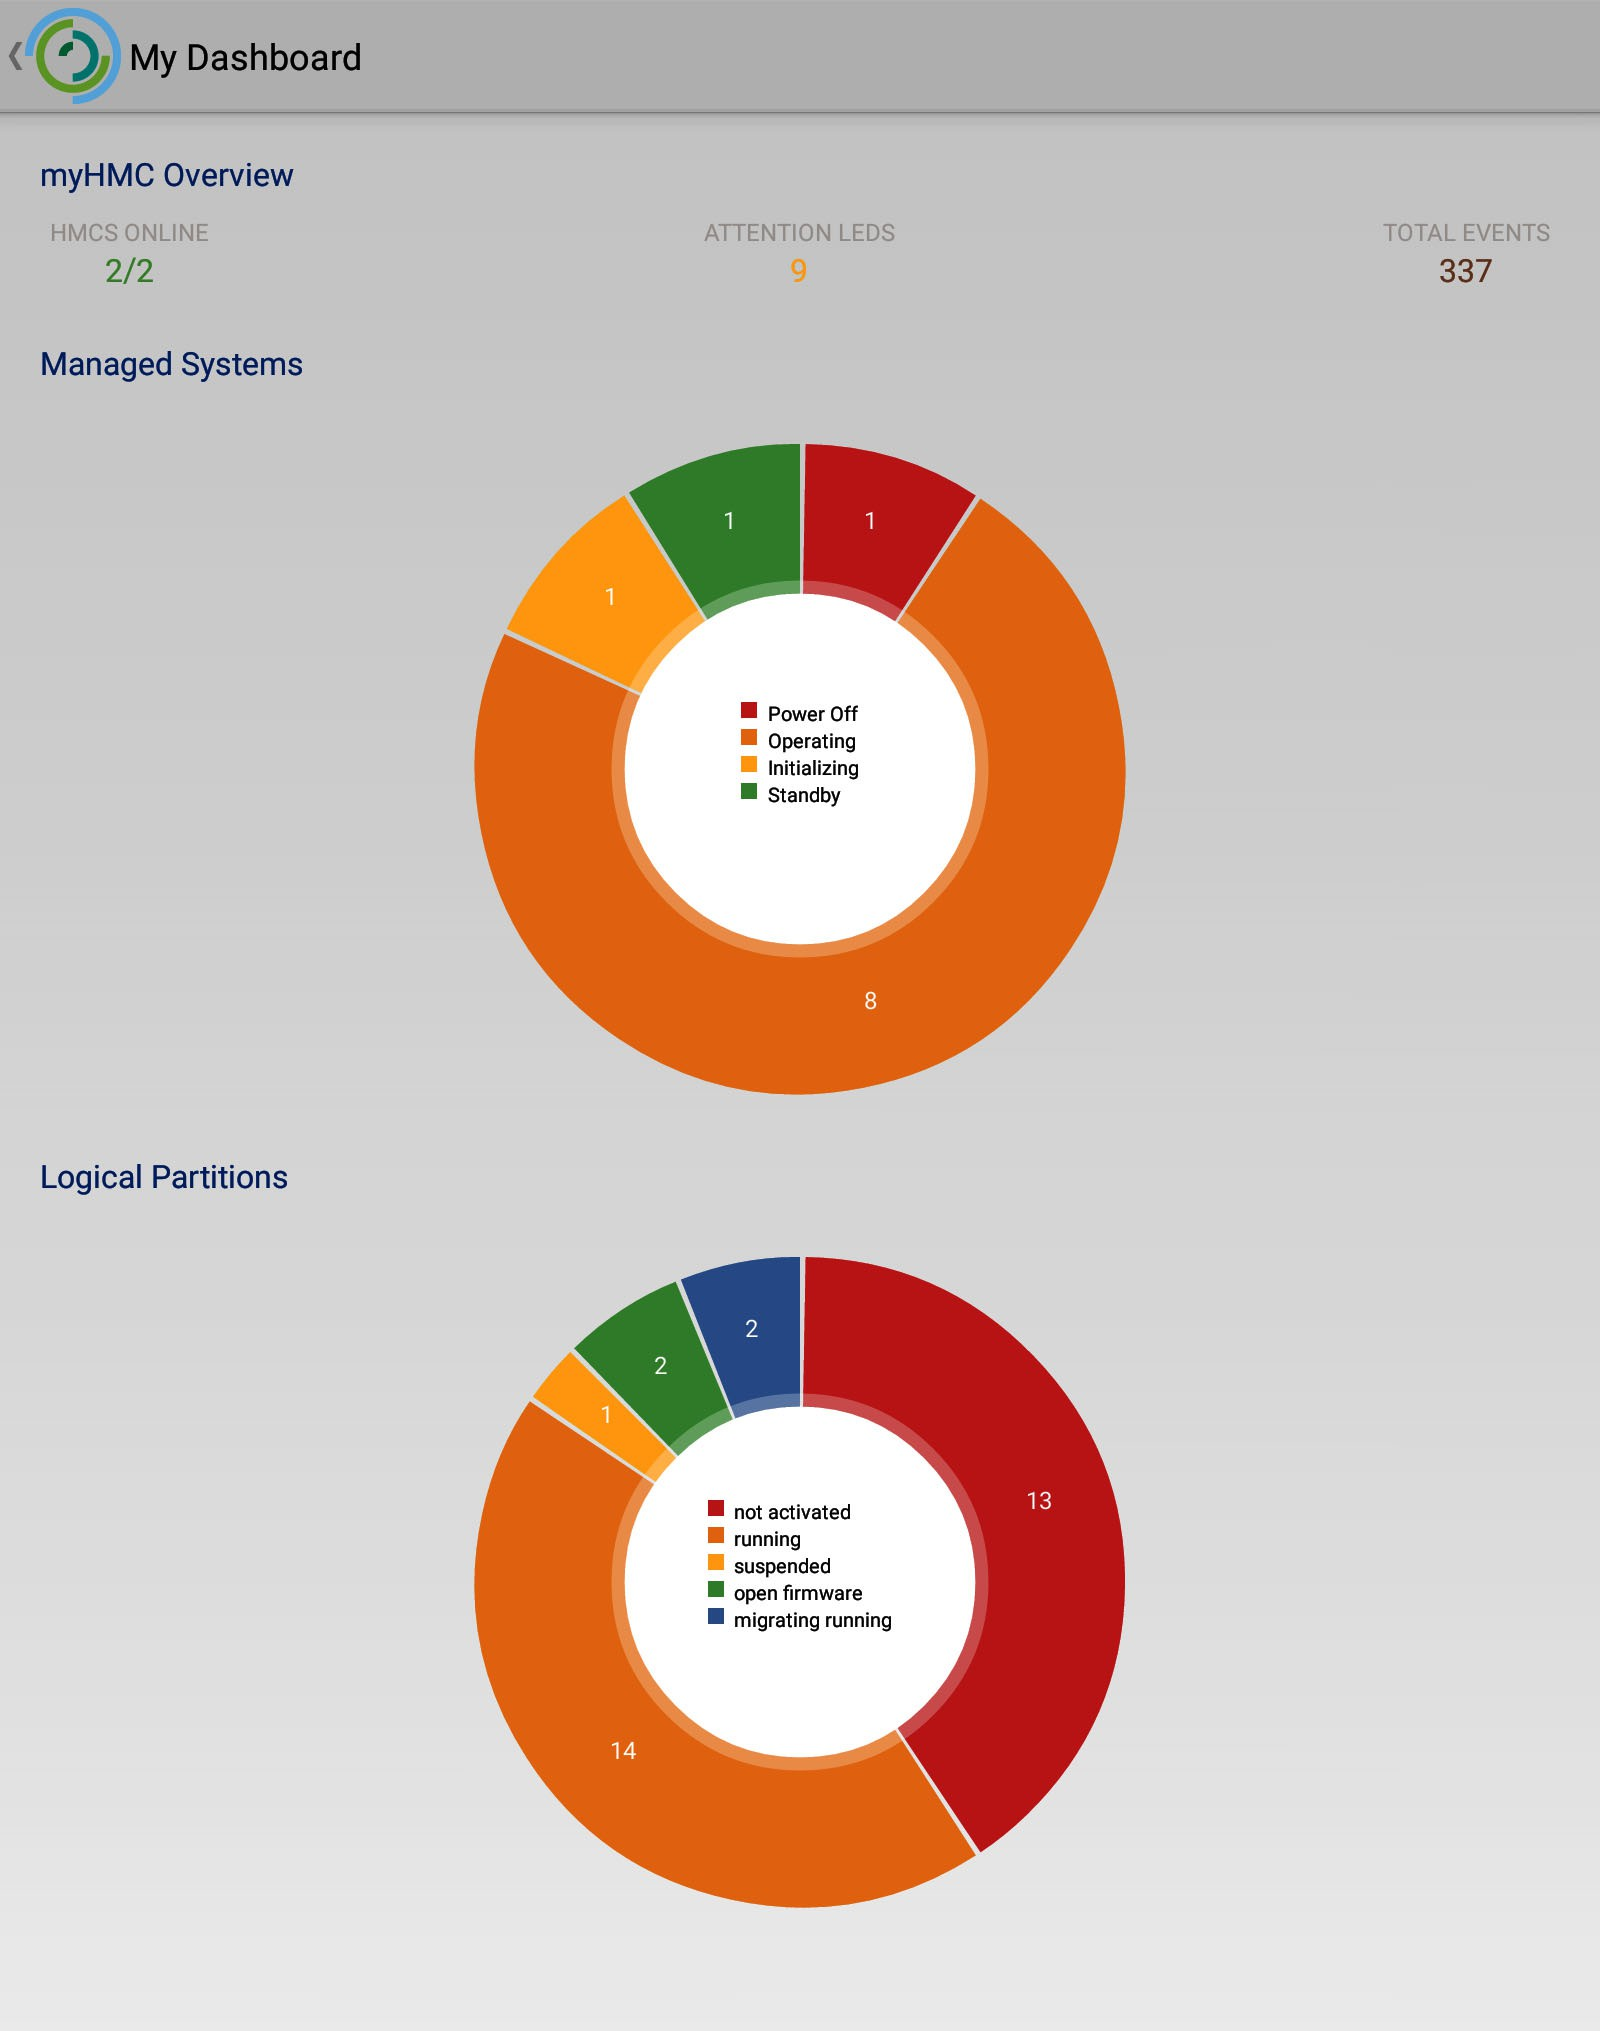 My Dashboard
myHMC Overview
HMCS ONLINE
2/2
ATTENTION LEDS
9
TOTAL EVENTS
337
Managed Systems
1
1
1
8
Power Off
Operating
Initializing
Standby
Logical Partitions
2
2
1
13
14
not activated
running
suspended
open firmware
migrating running